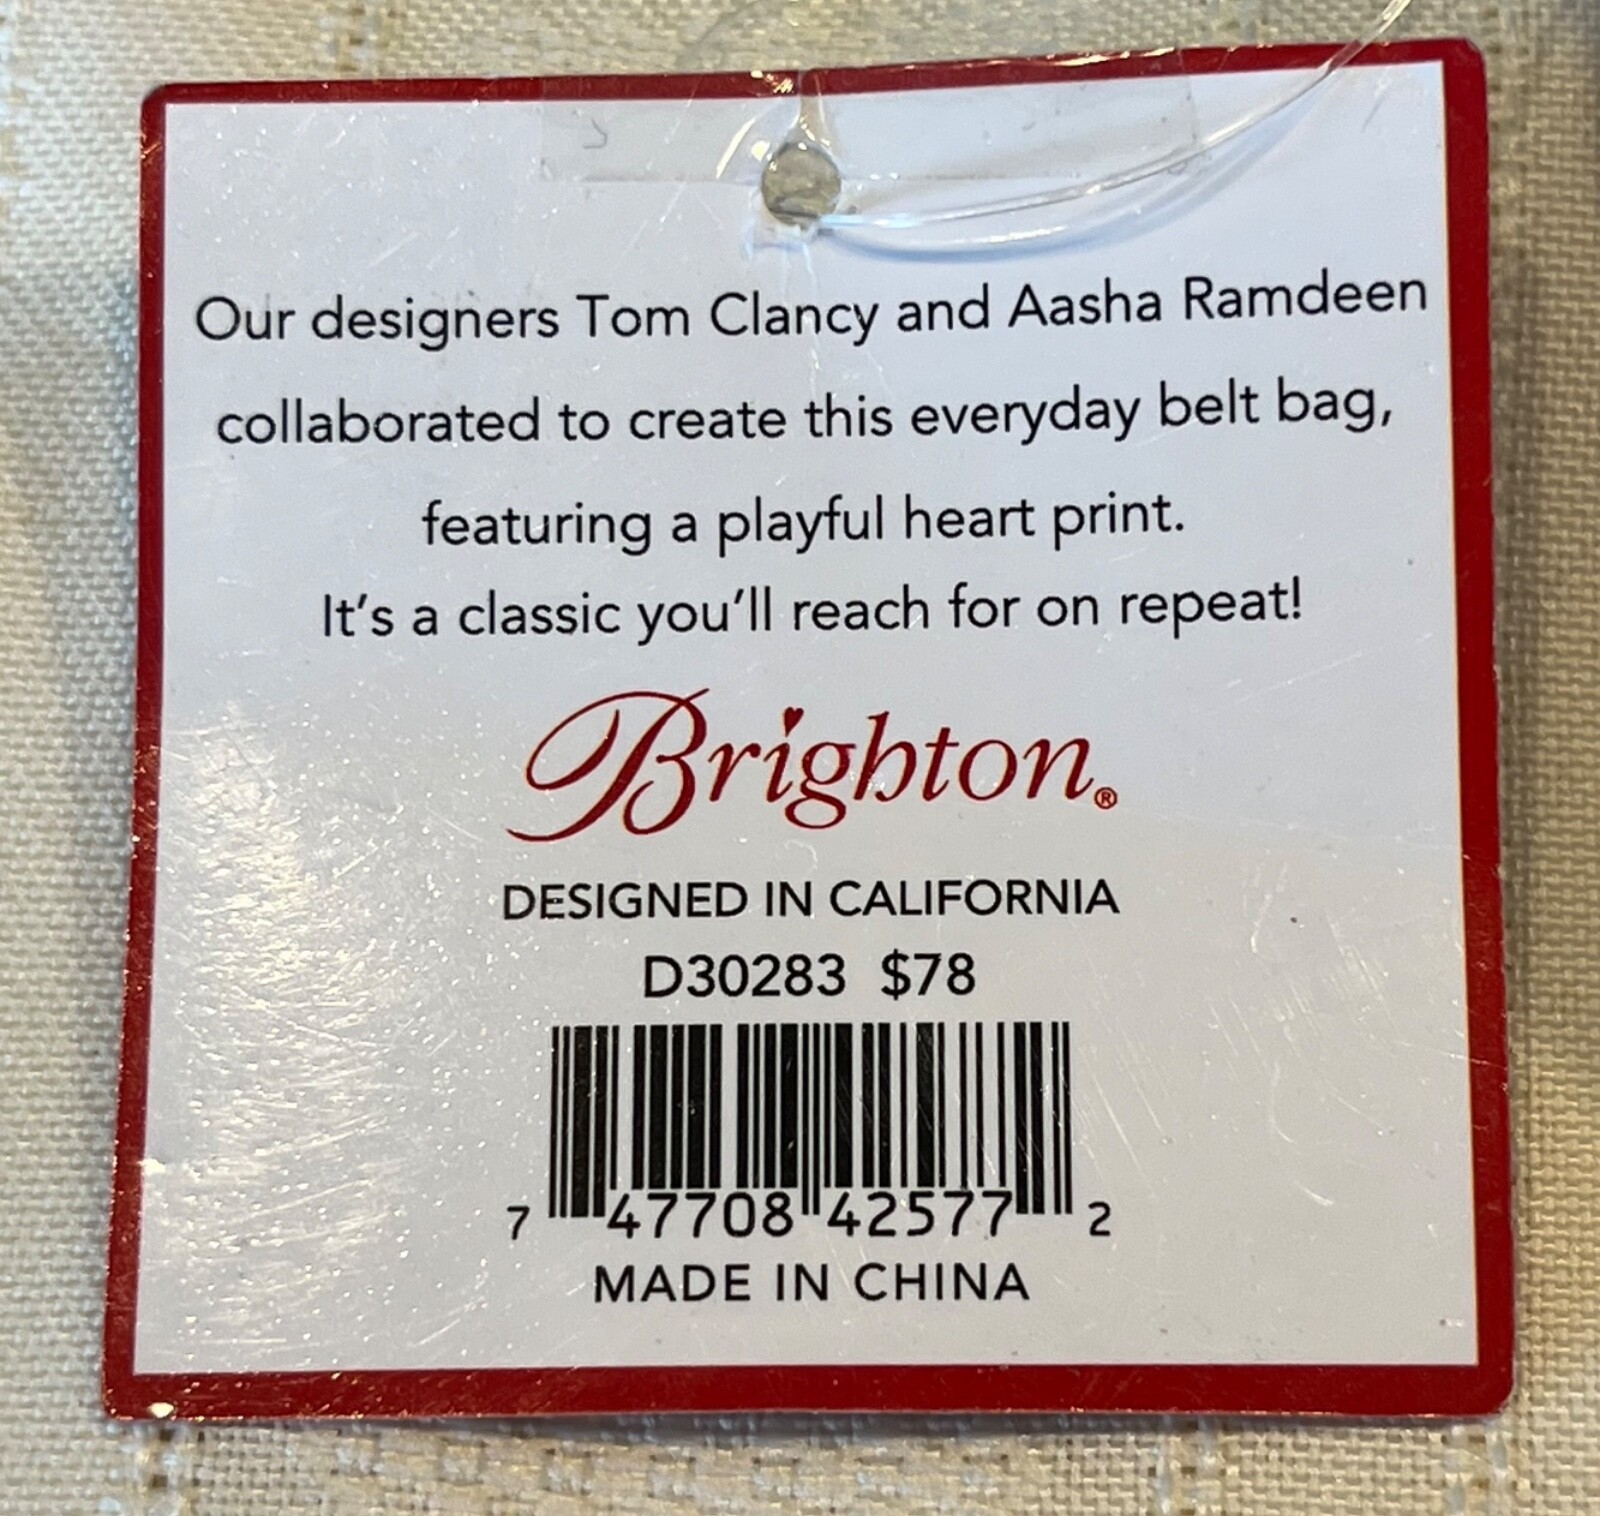 Our designers Tom Clancy and Aasha Ramdeen
collaborated to create this everyday belt bag,
featuring a playful heart print.
It's a classic you'll reach for on repeat!
Brighton®
DESIGNED IN CALIFORNIA
D30283 $78
7 47708 42577 2
MADE IN CHINA